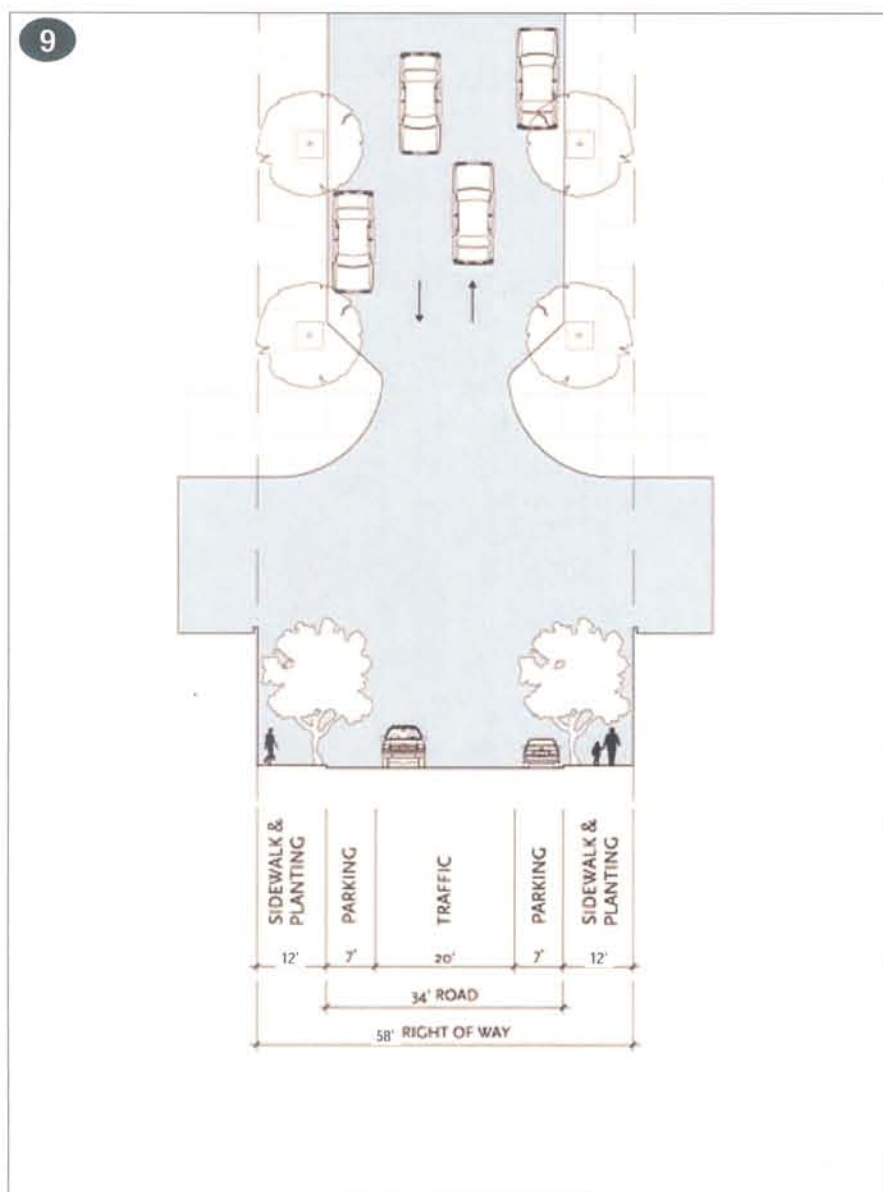 9
SIDEWALK &
PLANTING
PARKING
TRAFFIC
PARKING
SIDEWALK &
PLANTING
12'
7'
20'
7'
12'
34' ROAD
58' RIGHT OF WAY